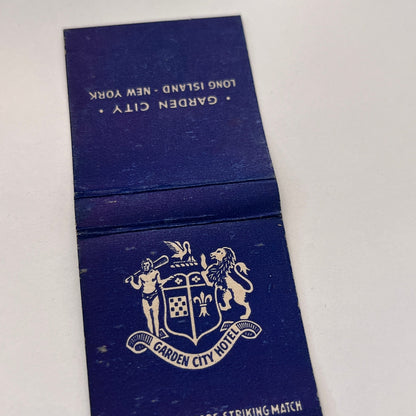 • GARDEN CITY •
LONG ISLAND - NEW YORK
GARDEN CITY HOTEL
STRIKING MATCH